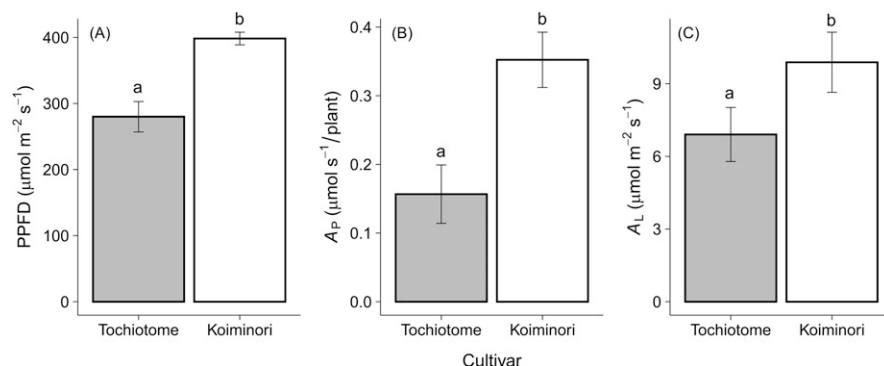 (A)
PPFD (μmol m⁻² s⁻¹)
400
300
200
100
0
a
b
Tochiotome
Koiminori
(B)
A_P (μmol s⁻¹/plant)
0.4
0.3
0.2
0.1
0.0
a
b
Tochiotome
Koiminori
(C)
A_L (μmol m⁻² s⁻¹)
9
6
3
0
a
b
Tochiotome
Koiminori
Cultivar